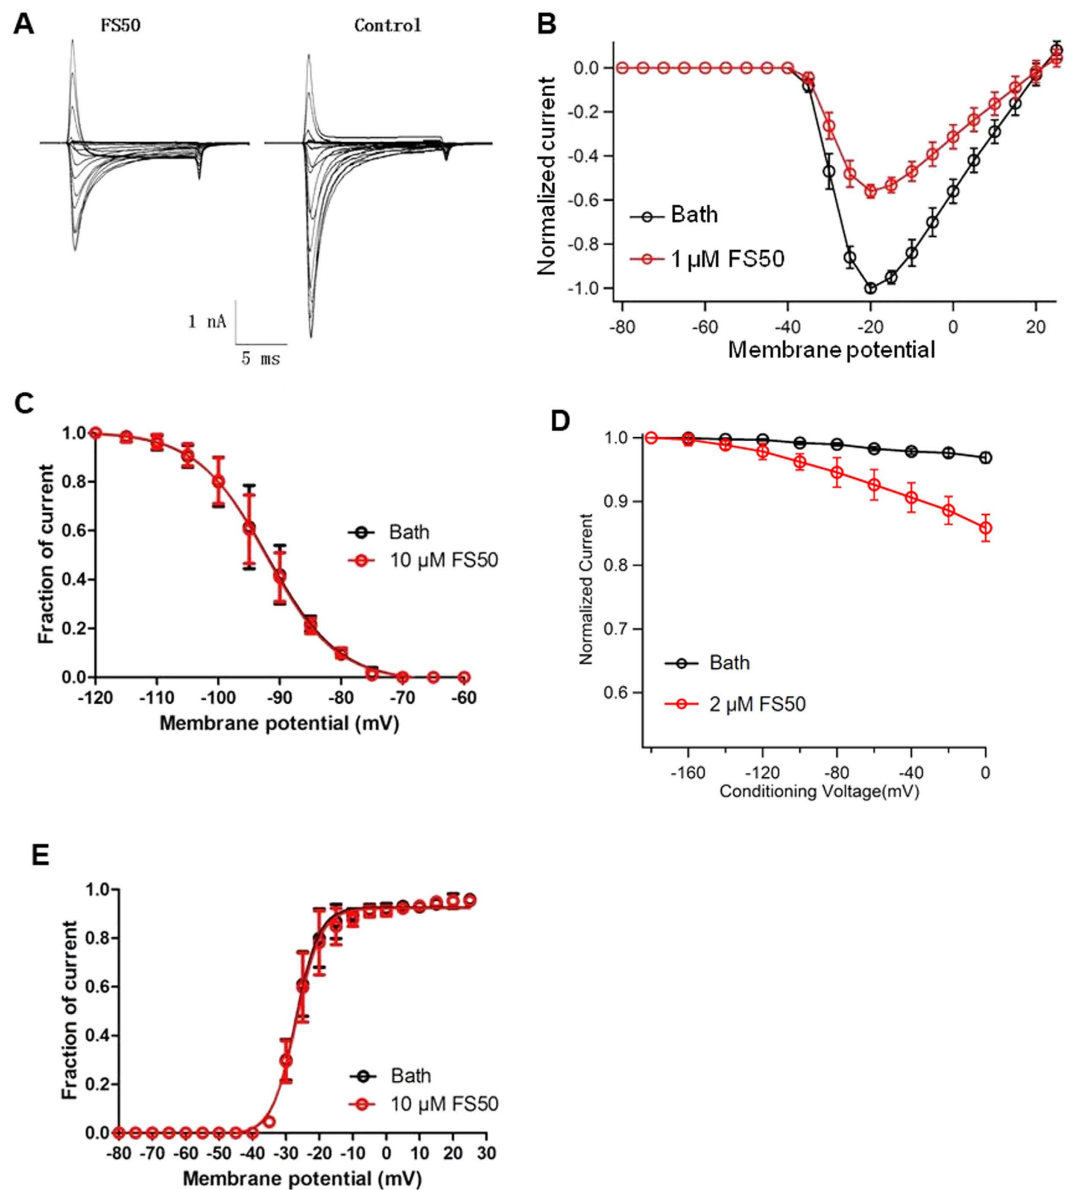 A
FS50
Control
1 nA
5 ms
B
Normalized current
0.0
-0.2
-0.4
-0.6
-0.8
-1.0
Bath
1 μM FS50
-80 -60 -40 -20 0 20
Membrane potential
C
Fraction of current
1.0
0.8
0.6
0.4
0.2
0.0
Bath
10 μM FS50
-120 -110 -100 -90 -80 -70 -60
Membrane potential (mV)
D
Normalized Current
1.0
0.9
0.8
0.7
0.6
Bath
2 μM FS50
-160 -120 -80 -40 0
Conditioning Voltage(mV)
E
Fraction of current
1.0
0.8
0.6
0.4
0.2
0.0
Bath
10 μM FS50
-80 -70 -60 -50 -40 -30 -20 -10 0 10 20 30
Membrane potential (mV)